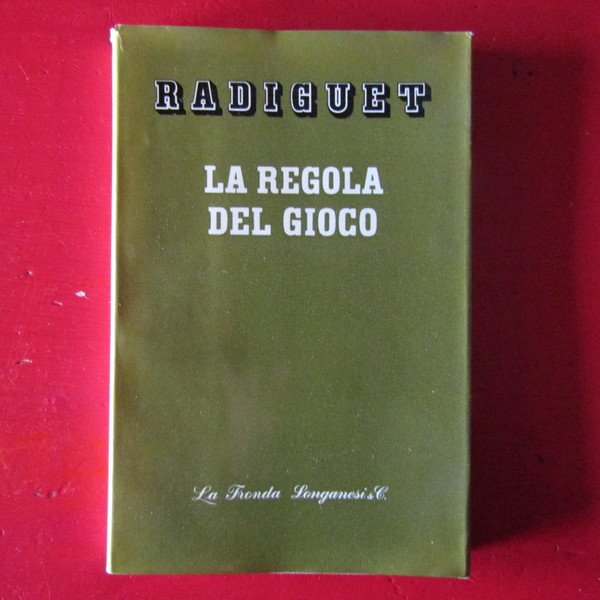 RADIGUET
LA REGOLA
DEL GIOCO
La Fronda Longanesi & C.